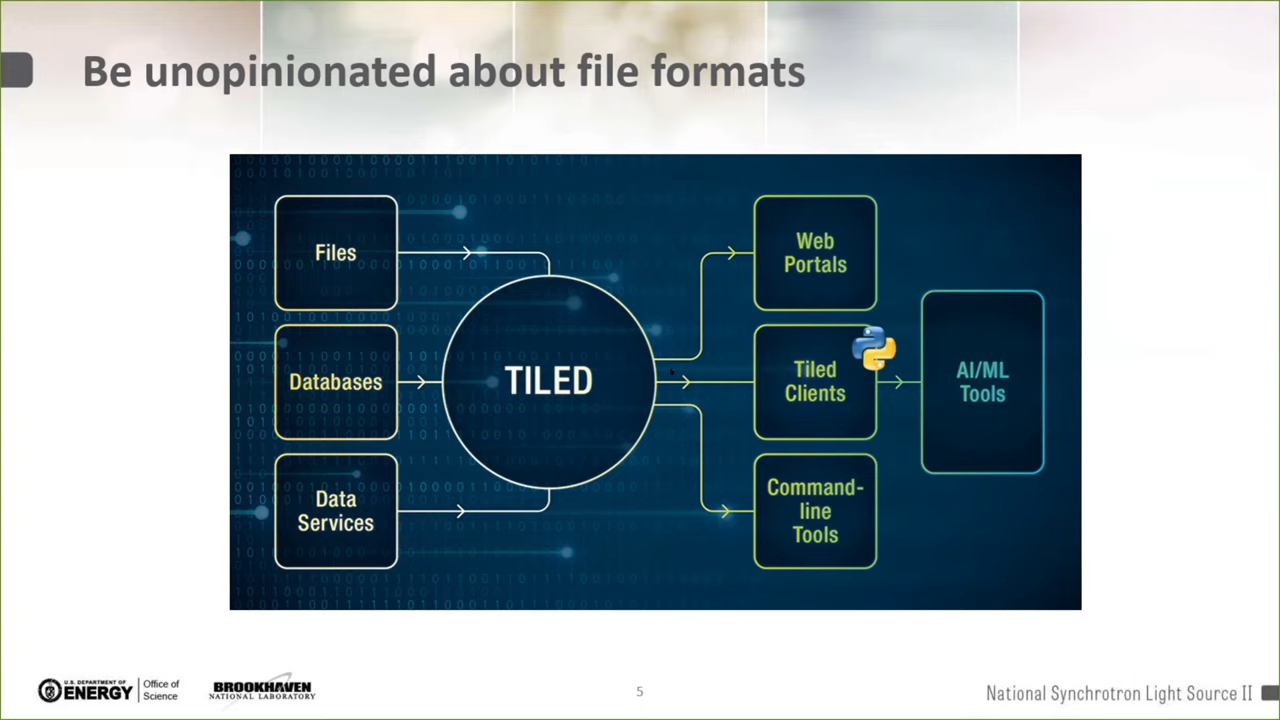 Be unopinionated about file formats
Files
Databases
Data
Services
TILED
Web
Portals
Tiled
Clients
Command-
line
Tools
AI/ML
Tools
U.S. DEPARTMENT OF
ENERGY
Office of
Science
BROOKHAVEN
NATIONAL LABORATORY
5
National Synchrotron Light Source II